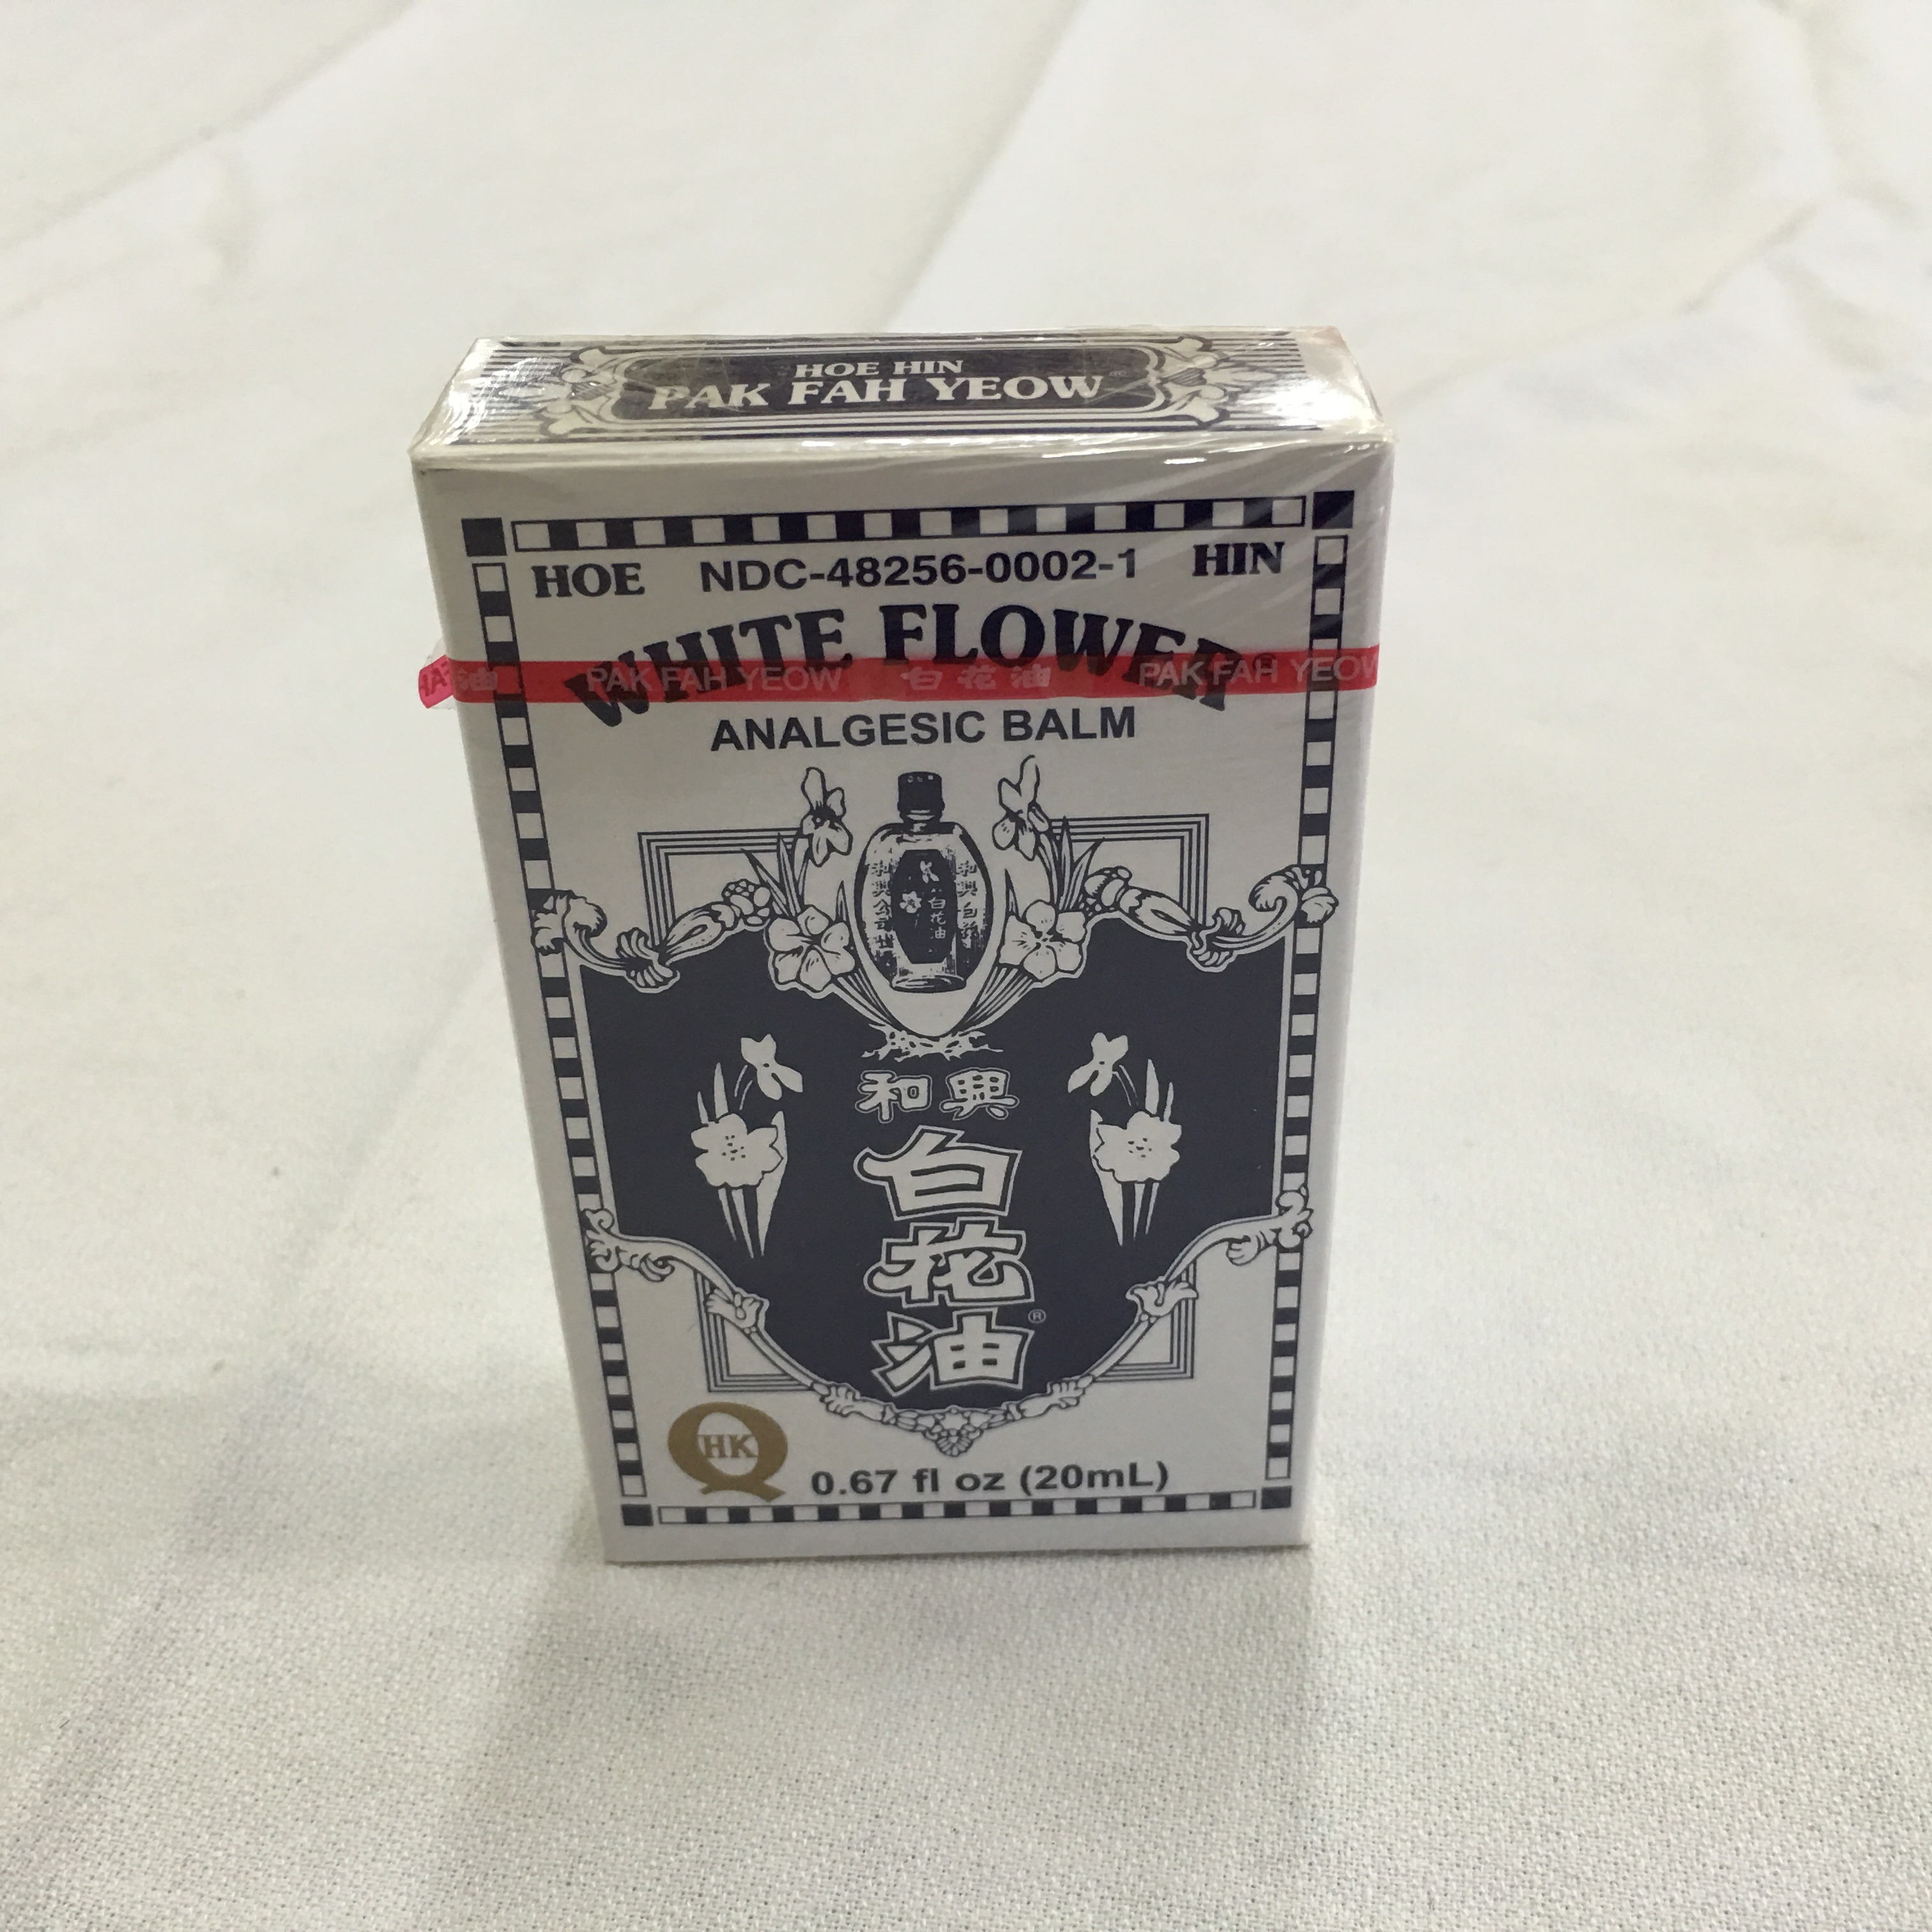 HOE HIN
PAK FAH YEOW
HOE NDC-48256-0002-1 HIN
WHITE FLOWER®
PAK FAH YEOW 白花油 PAK FAH YEOW
ANALGESIC BALM
和興
白
花
油®
HK
0.67 fl oz (20mL)